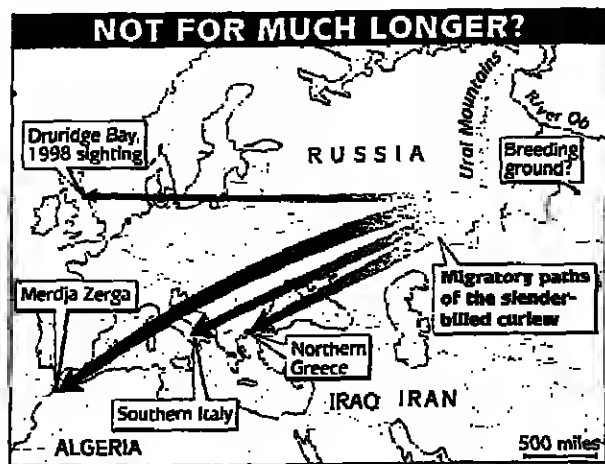 NOT FOR MUCH LONGER?
Druridge Bay,
1998 sighting
RUSSIA
Ural Mountains
River Ob
Breeding
ground?
Merdja Zerga
Migratory paths
of the slender-
billed curlew
Northern
Greece
Southern Italy
IRAQ
IRAN
ALGERIA
500 miles